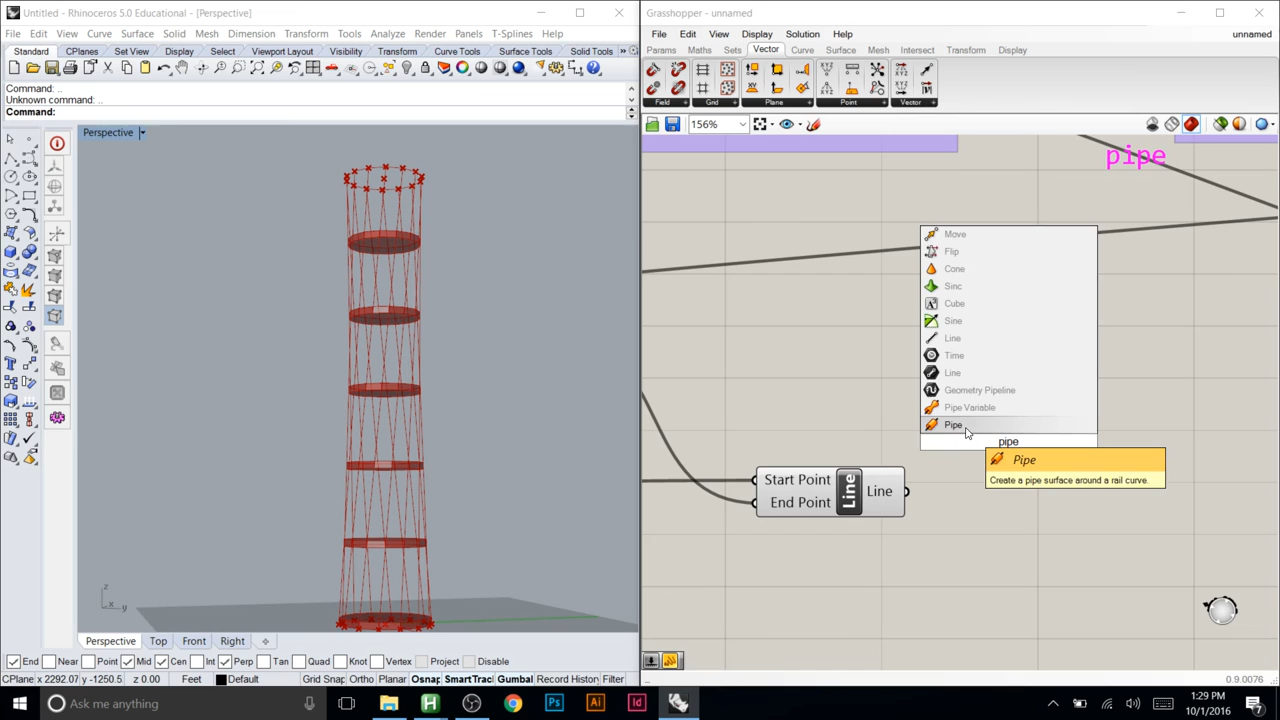 Untitled - Rhinoceros 5.0 Educational - [Perspective]
File Edit View Curve Surface Solid Mesh Dimension Transform Tools Analyze Render Panels T-Splines Help
Standard CPlanes Set View Display Select Viewport Layout Visibility Transform Curve Tools Surface Tools Solid Tools
Command: ..
Unknown command: ..
Command:
Perspective
z
x
y
Perspective Top Front Right
End Near Point Mid Cen Int Perp Tan Quad Knot Vertex Project Disable
CPlane x 2292.07 y -1250.5 z 0.00 Feet Default Grid Snap Ortho Planar Osnap SmartTrac Gumbal Record History Filter
Grasshopper - unnamed
File Edit View Display Solution Help unnamed
Params Maths Sets Vector Curve Surface Mesh Intersect Transform Display
Field Grid Plane Point Vector
156%
pipe
Move
Flip
Cone
Sinc
Cube
Sine
Line
Time
Line
Geometry Pipeline
Pipe Variable
Pipe
pipe
Pipe
Create a pipe surface around a rail curve.
Start Point
End Point
Line
Line
0.9.0076
Ask me anything
1:29 PM
10/1/2016